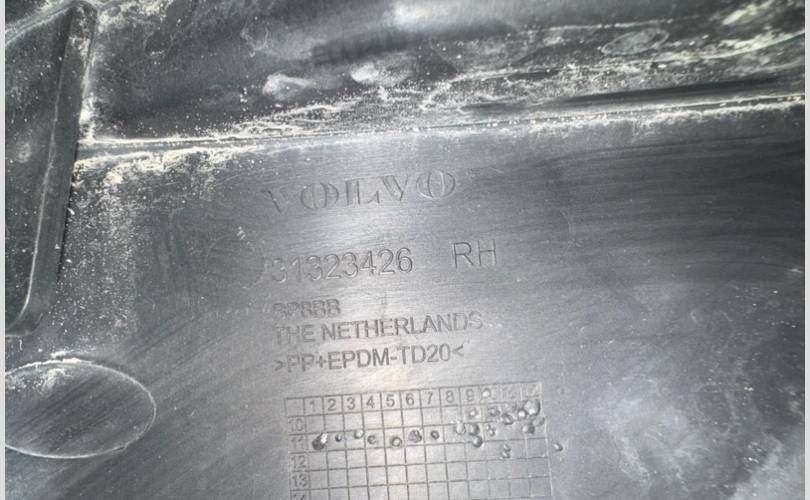 VOLVO
31323426 RH
THE NETHERLANDS
>PP+EPDM-TD20<
1 2 3 4 5 6 7 8 9
10
11
12
13
14